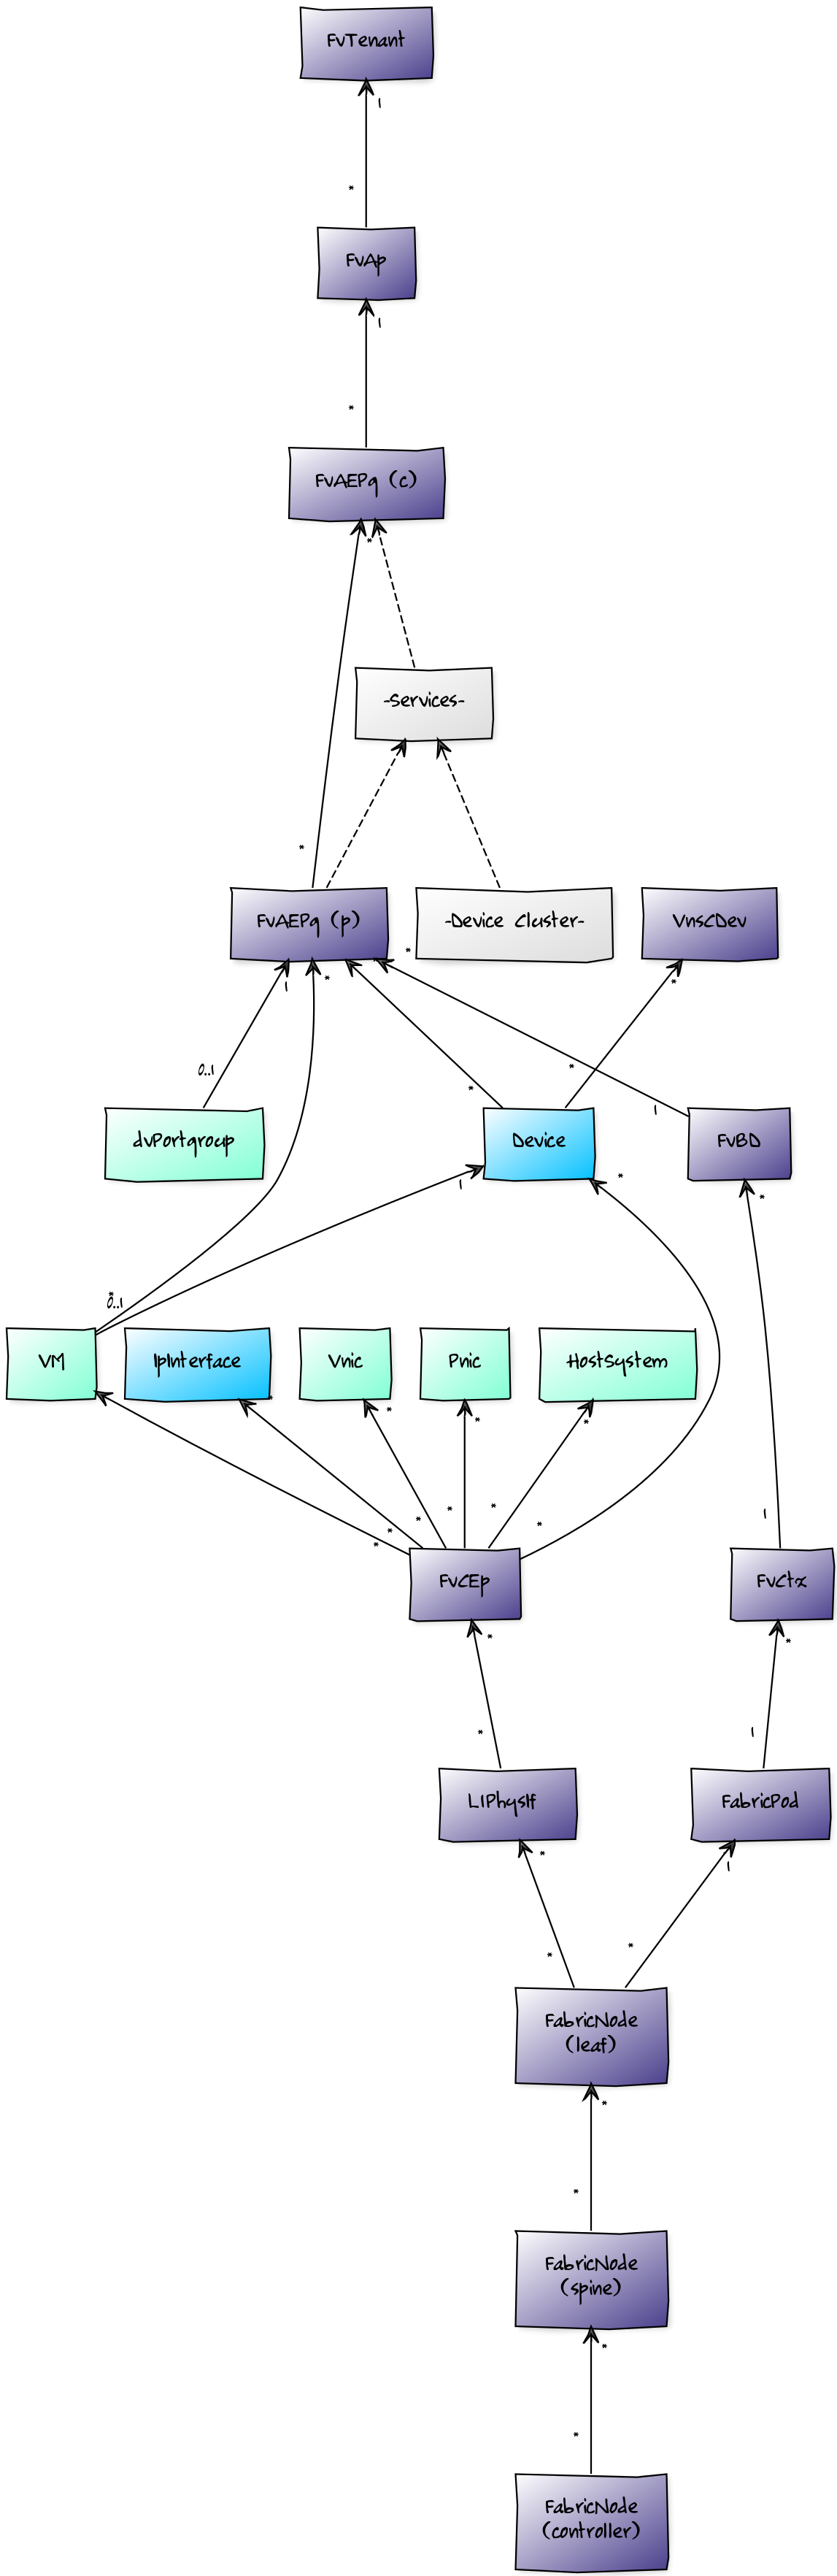 FvTenant
1
*
FvAp
1
*
FvAEPg (c)
*
-Services-
*
FvAEPg (p)
-Device Cluster-
VnsCDev
*
*
1
*
0..1
*
*
1
dvPortgroup
Device
FvBD
*
1
*
*
0..1
VM
IpInterface
Vnic
Pnic
HostSystem
*
*
*
*
*
*
*
*
*
*
1
FvCEp
FvCtx
*
*
*
1
L1PhysIf
FabricPod
*
1
*
*
FabricNode
(leaf)
*
*
FabricNode
(spine)
*
*
FabricNode
(controller)